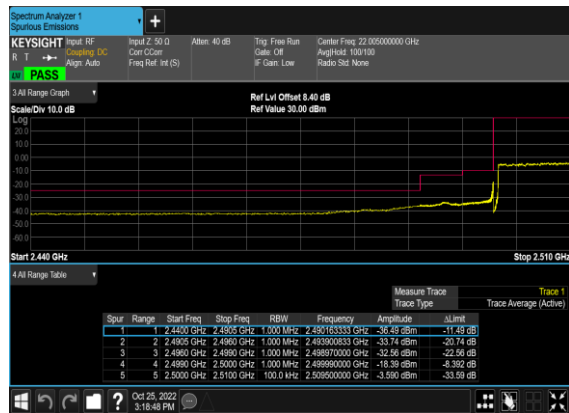 Spectrum Analyzer 1
Spurious Emissions
+
KEYSIGHT Input: RF Input Z: 50 Ω Atten: 40 dB Trig: Free Run Center Freq: 22.005000000 GHz
R T Coupling: DC Corr CCorr Gate: Off Avg|Hold: 100/100
Align: Auto Freq Ref: Int (S) IF Gain: Low Radio Std: None
LW PASS
3 All Range Graph
Ref Lvl Offset 8.40 dB
Scale/Div 10.0 dB Ref Value 30.00 dBm
Log
20.0
10.0
0.00
-10.0
-20.0
-30.0
-40.0
-50.0
-60.0
Start 2.440 GHz Stop 2.510 GHz
4 All Range Table
Measure Trace Trace 1
Trace Type Trace Average (Active)
Spur Range Start Freq Stop Freq RBW Frequency Amplitude ΔLimit
1 1 2.4400 GHz 2.4905 GHz 1.000 MHz 2.490163333 GHz -36.49 dBm -11.49 dB
2 2 2.4905 GHz 2.4960 GHz 1.000 MHz 2.493900833 GHz -33.74 dBm -20.74 dB
3 3 2.4960 GHz 2.4990 GHz 1.000 MHz 2.498970000 GHz -32.56 dBm -22.56 dB
4 4 2.4990 GHz 2.5000 GHz 1.000 MHz 2.499990000 GHz -18.39 dBm -8.392 dB
5 5 2.5000 GHz 2.5100 GHz 100.0 kHz 2.509500000 GHz -3.590 dBm -33.59 dB
? Oct 25, 2022
3:18:48 PM